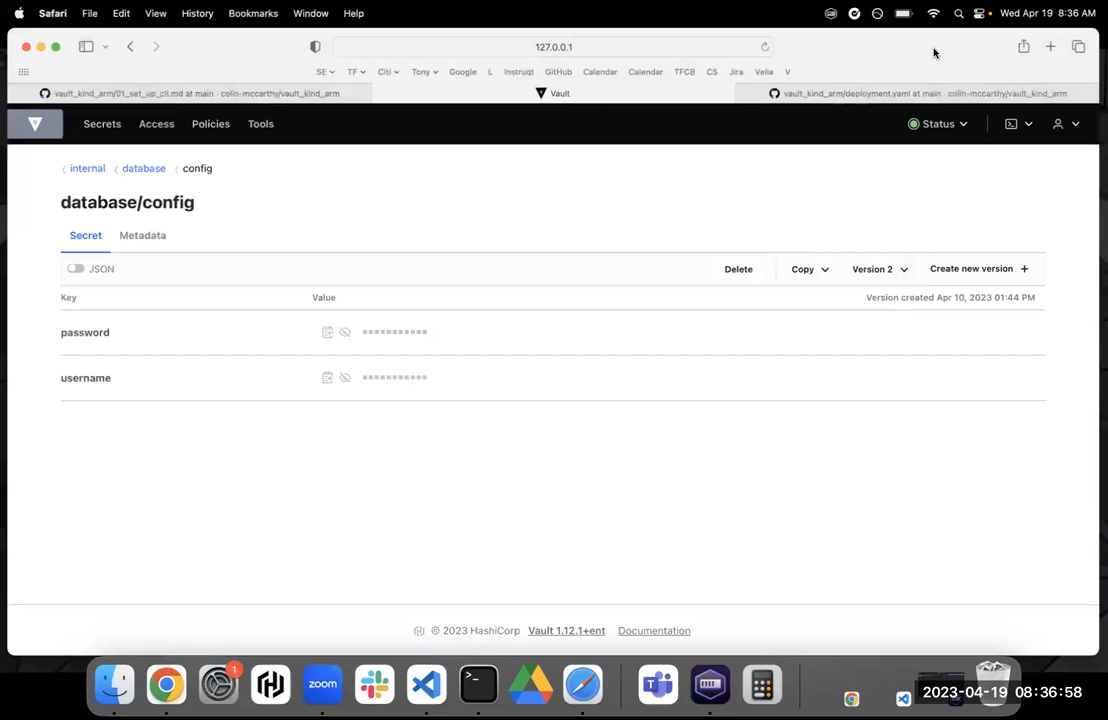 Safari File Edit View History Bookmarks Window Help Wed Apr 19 8:36 AM
127.0.0.1
SE TF Citi Tony Google L Instruqt GitHub Calendar Calendar TFCB CS Jira Velia V
vault_kind_arm/01_set_up_cli.md at main · colin-mccarthy/vault_kind_arm Vault vault_kind_arm/deployment.yaml at main · colin-mccarthy/vault_kind_arm
Secrets Access Policies Tools Status
internal database config
database/config
Secret Metadata
JSON Delete Copy Version 2 Create new version +
Key Value Version created Apr 10, 2023 01:44 PM
password
username
© 2023 HashiCorp Vault 1.12.1+ent Documentation
1
zoom
2023-04-19 08:36:58